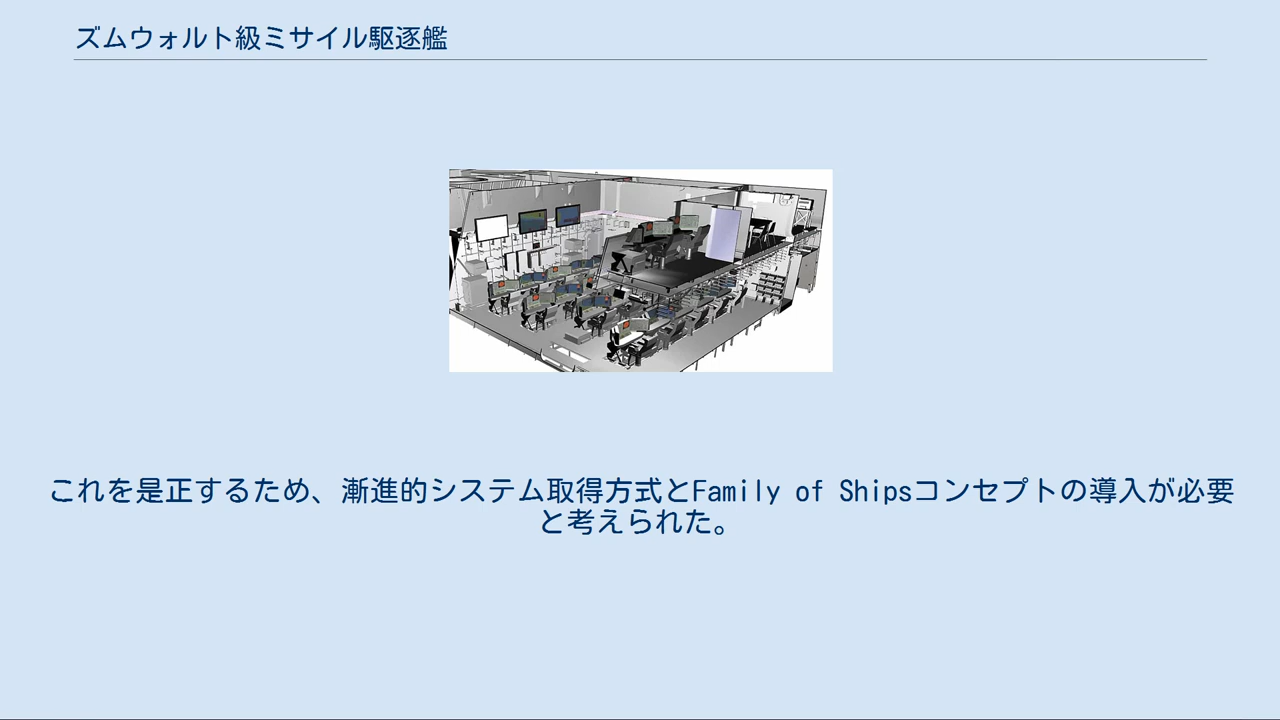 ズムウォルト級ミサイル駆逐艦
これを是正するため、漸進的システム取得方式とFamily of Shipsコンセプトの導入が必要
と考えられた。